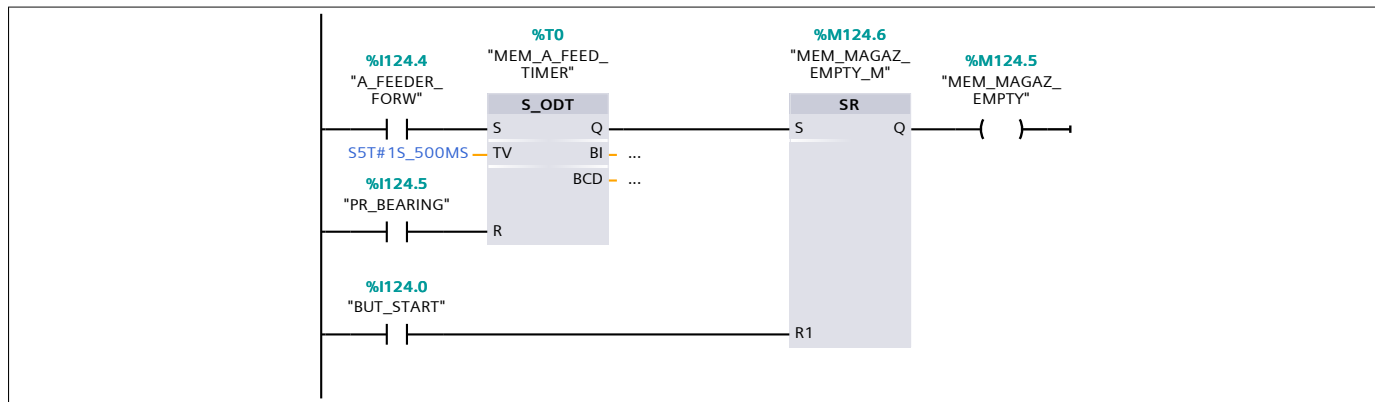 %T0
"MEM_A_FEED_
TIMER"
%M124.6
"MEM_MAGAZ_
EMPTY_M"
%I124.4
"A_FEEDER_
FORW"
%M124.5
"MEM_MAGAZ_
EMPTY"
S_ODT
SR
S Q
S Q
S5T#1S_500MS TV BI ...
BCD ...
%I124.5
"PR_BEARING"
R
%I124.0
"BUT_START"
R1